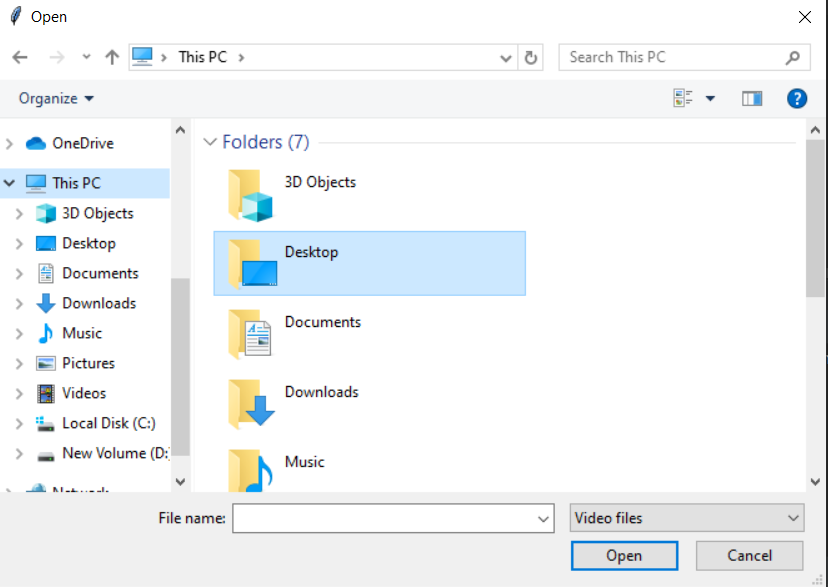 Open
This PC
Search This PC
Organize
?
OneDrive
This PC
3D Objects
Desktop
Documents
Downloads
Music
Pictures
Videos
Local Disk (C:)
New Volume (D:
Network
Folders (7)
3D Objects
Desktop
Documents
Downloads
Music
File name:
Video files
Open
Cancel